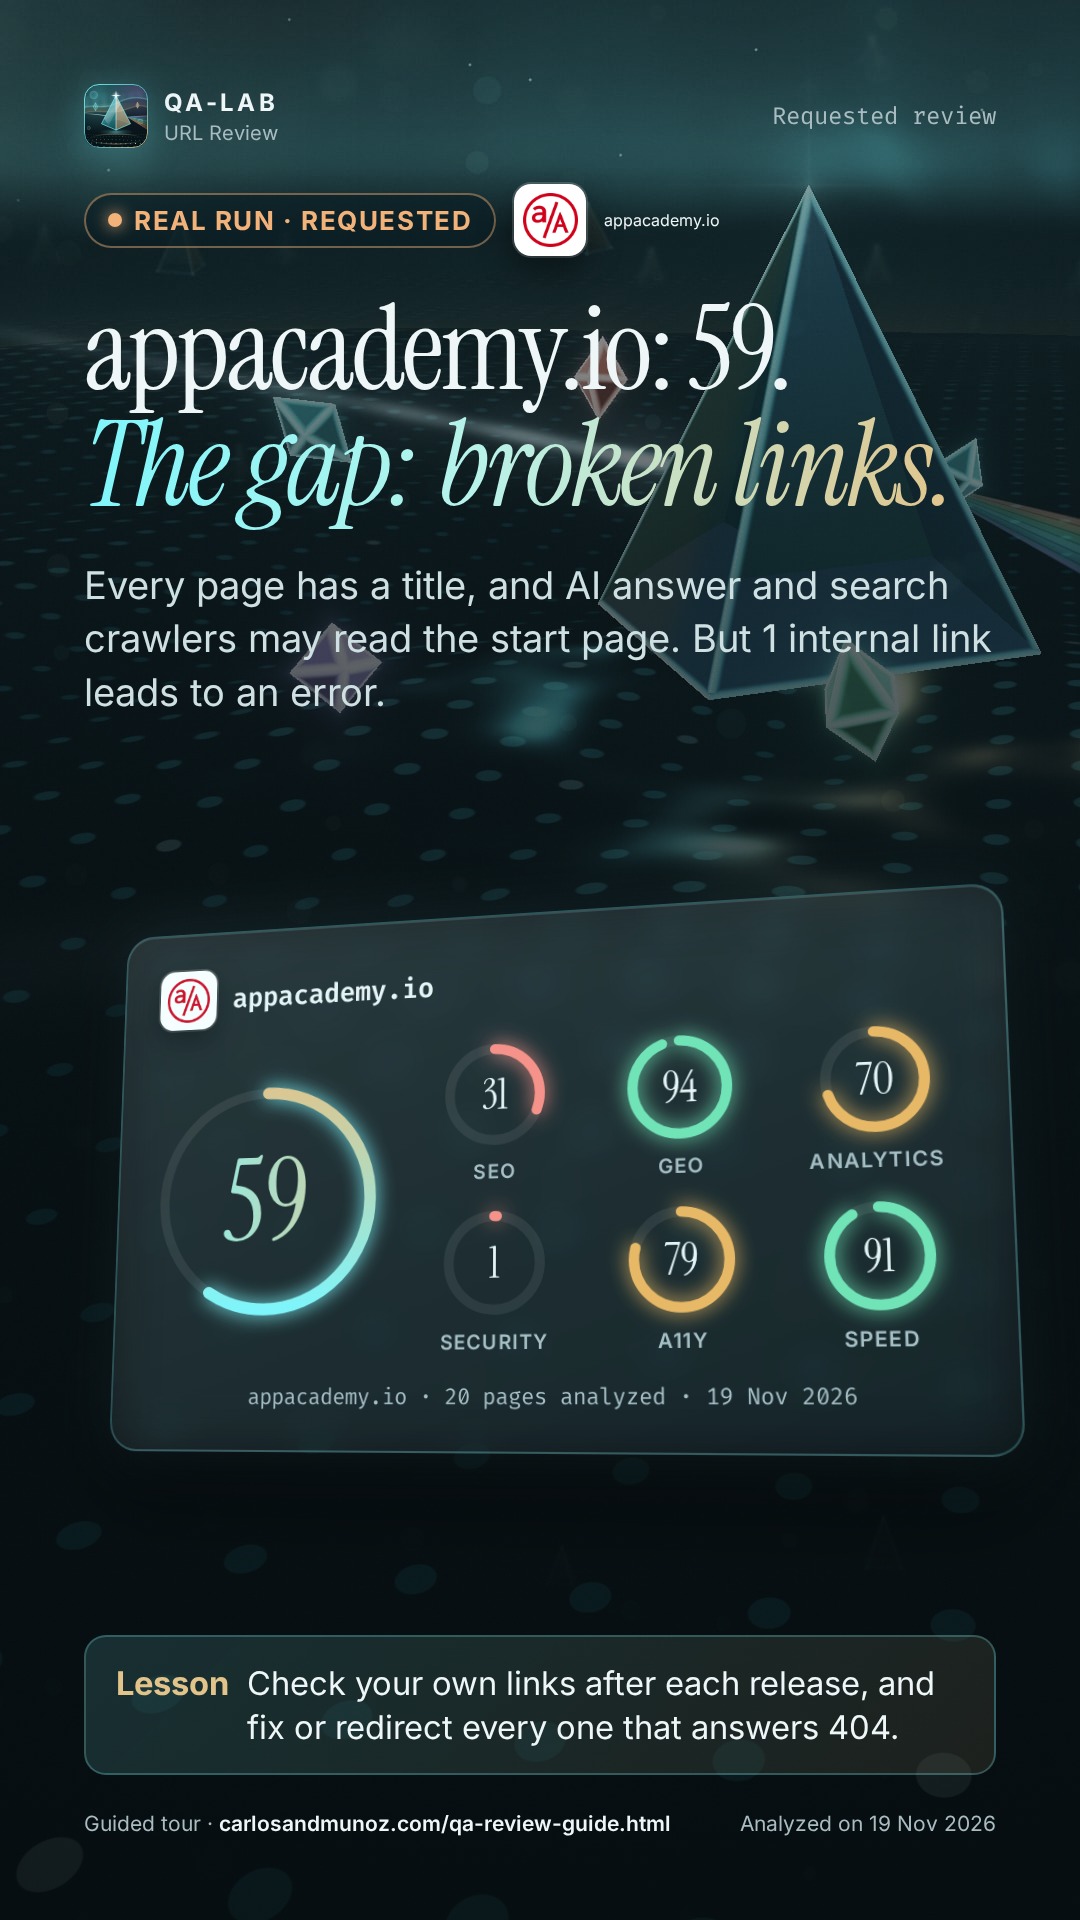 QA-LAB
URL Review
Requested review
REAL RUN · REQUESTED
a/A
appacademy.io
appacademy.io: 59.
The gap: broken links.
Every page has a title, and AI answer and search
crawlers may read the start page. But 1 internal link
leads to an error.
a/A
appacademy.io
59
31
SEO
94
GEO
70
ANALYTICS
1
SECURITY
79
A11Y
91
SPEED
appacademy.io · 20 pages analyzed · 19 Nov 2026
Lesson Check your own links after each release, and
fix or redirect every one that answers 404.
Guided tour · carlosandmunoz.com/qa-review-guide.html
Analyzed on 19 Nov 2026